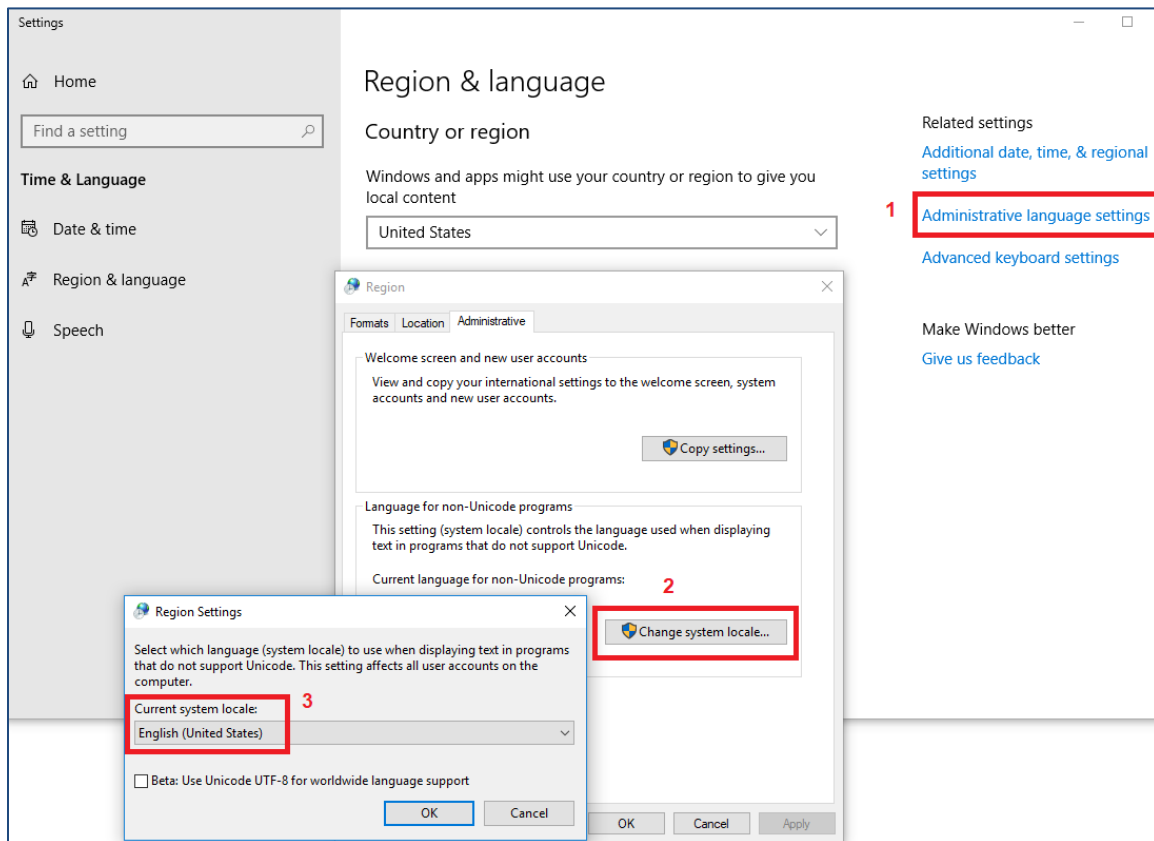 Settings
Home
Find a setting
Time & Language
Date & time
Region & language
Speech
Region & language
Country or region
Windows and apps might use your country or region to give you
local content
United States
Related settings
Additional date, time, & regional
settings
1
Administrative language settings
Advanced keyboard settings
Make Windows better
Give us feedback
Region
Formats
Location
Administrative
Welcome screen and new user accounts
View and copy your international settings to the welcome screen, system
accounts and new user accounts.
Copy settings...
Language for non-Unicode programs
This setting (system locale) controls the language used when displaying
text in programs that do not support Unicode.
Current language for non-Unicode programs:
2
Change system locale...
OK
Cancel
Apply
Region Settings
Select which language (system locale) to use when displaying text in programs
that do not support Unicode. This setting affects all user accounts on the
computer.
3
Current system locale:
English (United States)
Beta: Use Unicode UTF-8 for worldwide language support
OK
Cancel